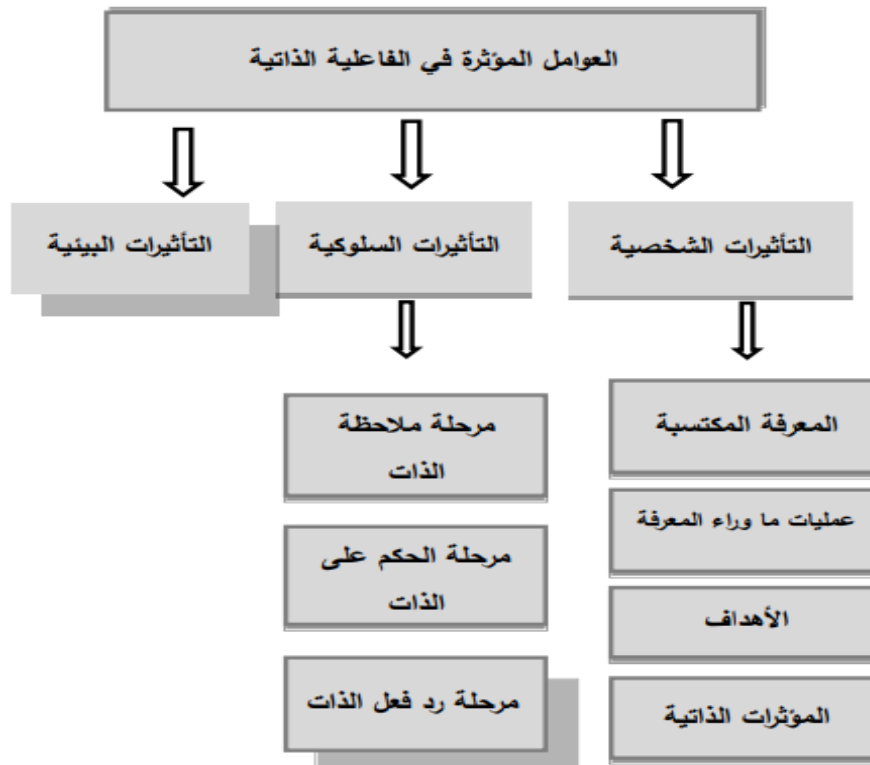 العوامل المؤثرة في الفاعلية الذاتية
التأثيرات الشخصية
التأثيرات السلوكية
التأثيرات البيئية
المعرفة المكتسبة
عمليات ما وراء المعرفة
الأهداف
المؤثرات الذاتية
مرحلة ملاحظة
الذات
مرحلة الحكم على
الذات
مرحلة رد فعل الذات